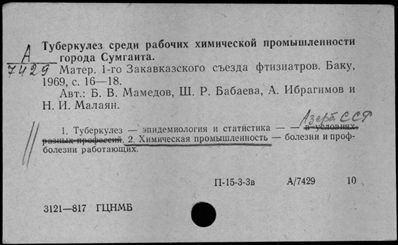 А
7429
Туберкулез среди рабочих химической промышленности
города Сумгаита.
Матер. 1-го Закавказского съезда фтизиатров. Баку,
1969, с. 16—18.
Авт.: Б. В. Мамедов, Ш. Р. Бабаева, А. Ибрагимов и
Н. И. Малаян.
Азерб ССР
1. Туберкулез — эпидемиология и статистика — — в условиях
разных профессий. 2. Химическая промышленность — болезни и проф-
болезни работающих.
П-15-3-3в А/7429 10
3121—817 ГЦНМБ